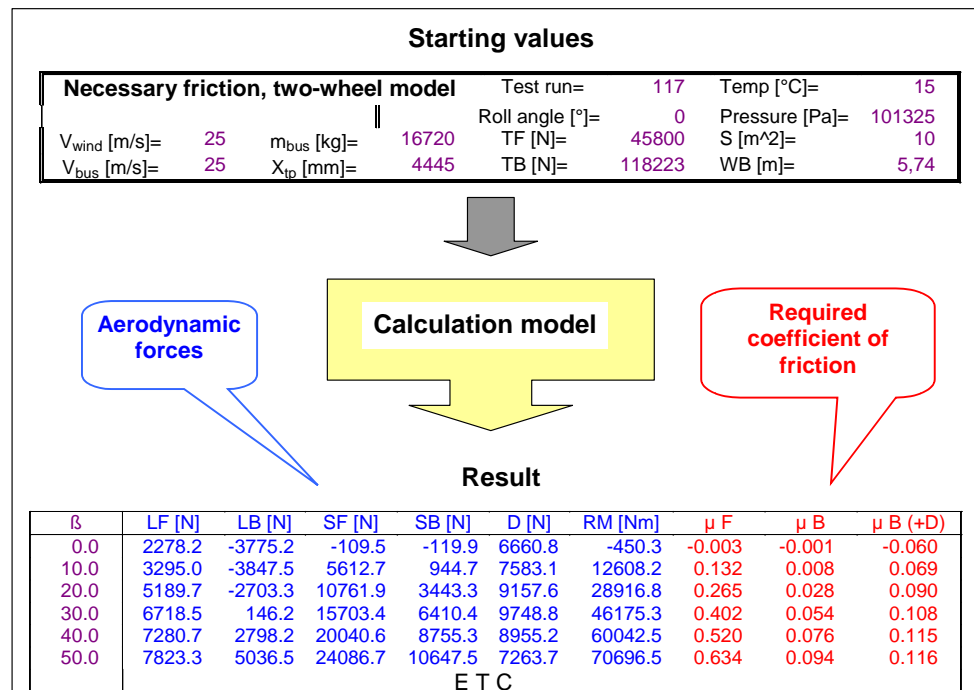 Starting values
Necessary friction, two-wheel model Test run= 117 Temp [°C]= 15
Roll angle [°]= 0 Pressure [Pa]= 101325
Vwind [m/s]= 25 mbus [kg]= 16720 TF [N]= 45800 S [m^2]= 10
Vbus [m/s]= 25 Xtp [mm]= 4445 TB [N]= 118223 WB [m]= 5,74
Aerodynamic
forces
Calculation model
Required
coefficient of
friction
Result
ß LF [N] LB [N] SF [N] SB [N] D [N] RM [Nm] µ F µ B µ B (+D)
0.0 2278.2 -3775.2 -109.5 -119.9 6660.8 -450.3 -0.003 -0.001 -0.060
10.0 3295.0 -3847.5 5612.7 944.7 7583.1 12608.2 0.132 0.008 0.069
20.0 5189.7 -2703.3 10761.9 3443.3 9157.6 28916.8 0.265 0.028 0.090
30.0 6718.5 146.2 15703.4 6410.4 9748.8 46175.3 0.402 0.054 0.108
40.0 7280.7 2798.2 20040.6 8755.3 8955.2 60042.5 0.520 0.076 0.115
50.0 7823.3 5036.5 24086.7 10647.5 7263.7 70696.5 0.634 0.094 0.116
E T C